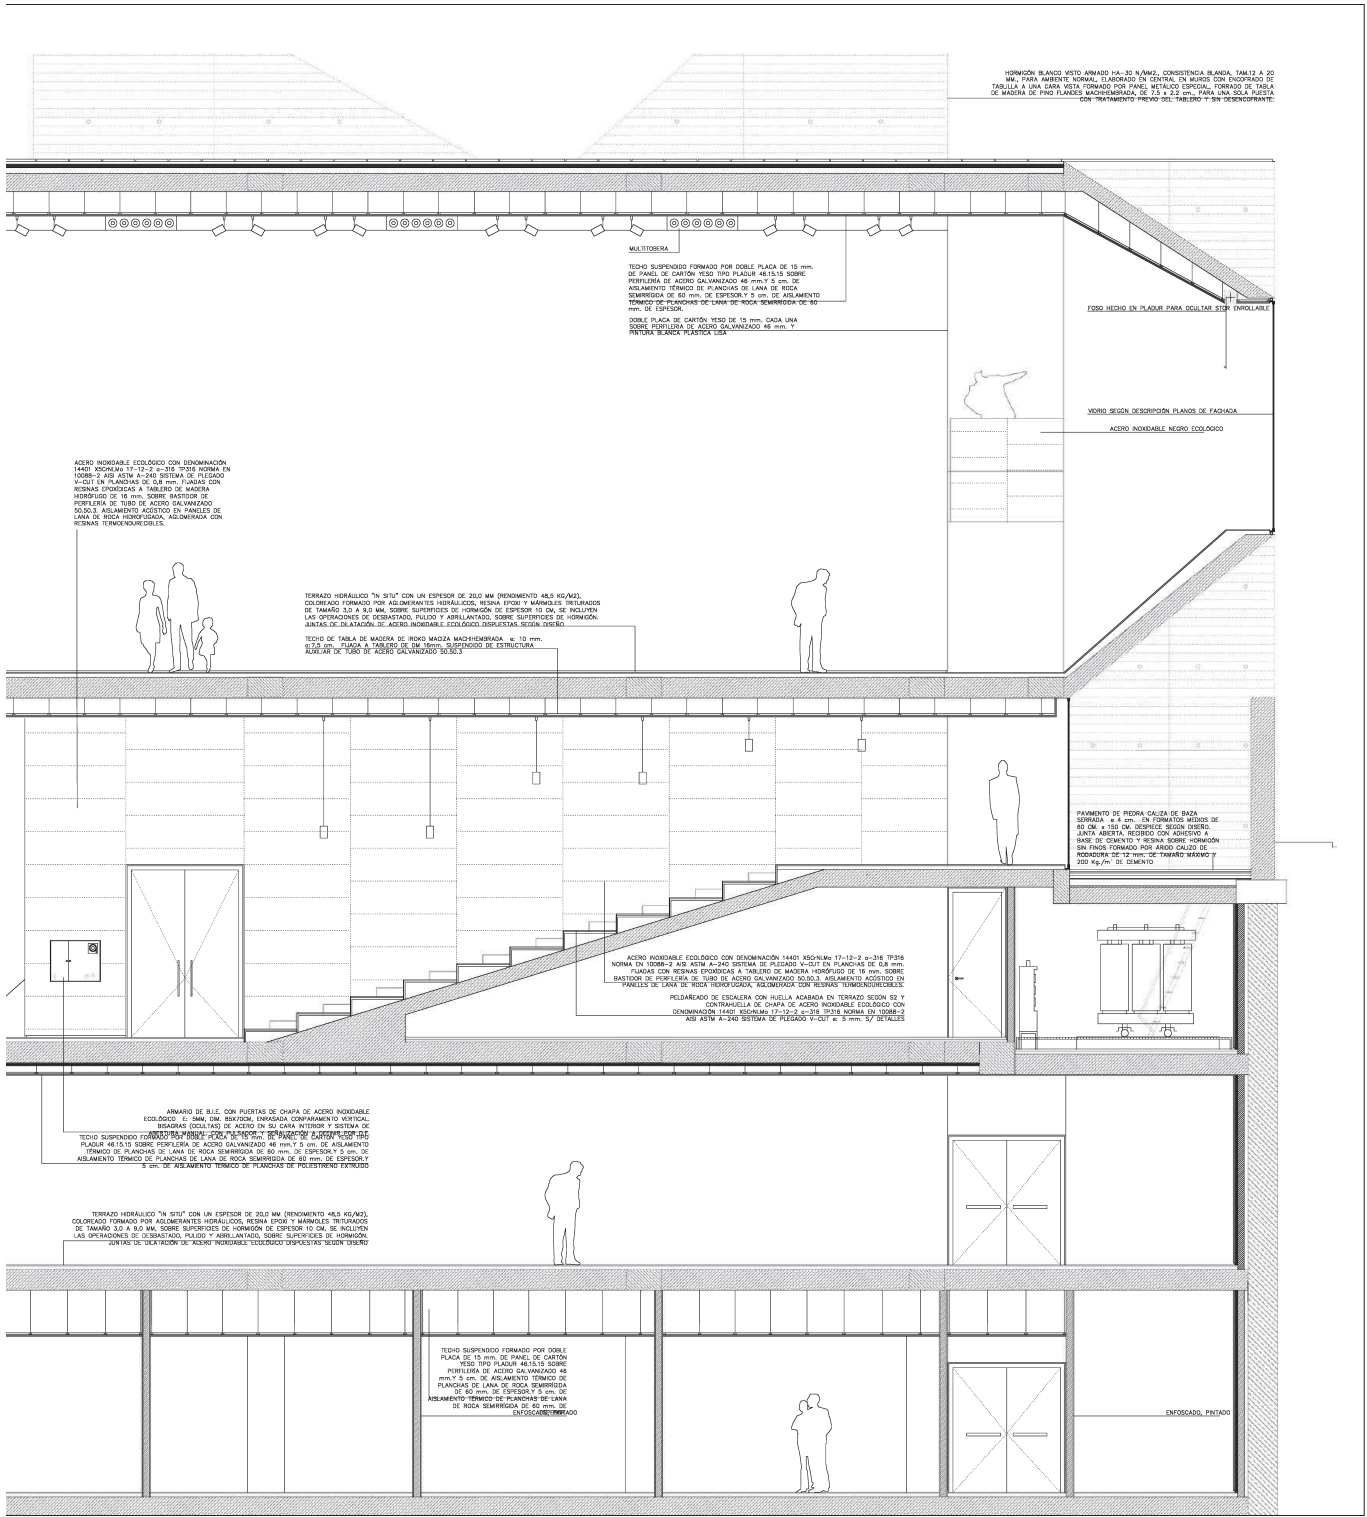 HORMIGÓN BLANCO VISTO ARMADO HA-30 N/MM2., CONSISTENCIA BLANDA, TAM.12 A 20
MM., PARA AMBIENTE NORMAL, ELABORADO EN CENTRAL EN MUROS CON ENCOFRADO DE
TABLILLA A UNA CARA VISTA FORMADO POR PANEL METÁLICO ESPECIAL, FORRADO DE TABLA
DE MADERA DE PINO FLANDES MACHIHEMBRADA, DE 7.5 x 2.2 cm., PARA UNA SOLA PUESTA
CON TRATAMIENTO PREVIO DEL TABLERO Y SIN DESENCOFRANTE.
MULTITOBERA
TECHO SUSPENDIDO FORMADO POR DOBLE PLACA DE 15 mm.
DE PANEL DE CARTÓN YESO TIPO PLADUR 46.15.15 SOBRE
PERFILERÍA DE ACERO GALVANIZADO 46 mm.Y 5 cm. DE
AISLAMIENTO TÉRMICO DE PLANCHAS DE LANA DE ROCA
SEMIRRÍGIDA DE 60 mm. DE ESPESOR.Y 5 cm. DE AISLAMIENTO
TÉRMICO DE PLANCHAS DE LANA DE ROCA SEMIRRÍGIDA DE 60
mm. DE ESPESOR.
DOBLE PLACA DE CARTÓN YESO DE 15 mm. CADA UNA
SOBRE PERFILERIA DE ACERO GALVANIZADO 46 mm. Y
PINTURA BLANCA PLASTICA LISA
FOSO HECHO EN PLADUR PARA OCULTAR STOR ENROLLABLE
VIDRIO SEGÚN DESCRIPCIÓN PLANOS DE FACHADA
ACERO INOXIDABLE NEGRO ECOLÓGICO
ACERO INOXIDABLE ECOLÓGICO CON DENOMINACIÓN
14401 X5CrNi,Mo 17-12-2 o-316 TP316 NORMA EN
10088-2 AISI ASTM A-240 SISTEMA DE PLEGADO
V-CUT EN PLANCHAS DE 0,8 mm. FIJADAS CON
RESINAS EPOXÍDICAS A TABLERO DE MADERA
HIDRÓFUGO DE 16 mm. SOBRE BASTIDOR DE
PERFILERÍA DE TUBO DE ACERO GALVANIZADO
50.50.3. AISLAMIENTO ACÓSTICO EN PANELES DE
LANA DE ROCA HIDROFUGADA, AGLOMERADA CON
RESINAS TERMOENDURECIBLES.
TERRAZO HIDRÁULICO "IN SITU" CON UN ESPESOR DE 20,0 MM (RENDIMIENTO 48,5 KG/M2),
COLOREADO FORMADO POR AGLOMERANTES HIDRÁULICOS, RESINA EPOXI Y MÁRMOLES TRITURADOS
DE TAMAÑO 3,0 A 9,0 MM, SOBRE SUPERFICIES DE HORMIGÓN DE ESPESOR 10 CM, SE INCLUYEN
LAS OPERACIONES DE DESBASTADO, PULIDO Y ABRILLANTADO, SOBRE SUPERFICIES DE HORMIGÓN.
JUNTAS DE DILATACIÓN DE ACERO INOXIDABLE ECOLÓGICO DISPUESTAS SEGÚN DISEÑO
TECHO DE TABLA DE MADERA DE IROKO MACIZA MACHIHEMBRADA e: 10 mm.
a:7,5 cm. FIJADA A TABLERO DE DM 16mm. SUSPENDIDO DE ESTRUCTURA
AUXILIAR DE TUBO DE ACERO GALVANIZADO 50.50.3
PAVIMENTO DE PIEDRA CALIZA DE BAZA
SERRADA e 4 cm. EN FORMATOS MEDIOS DE
60 CM. x 150 CM. DESPIECE SEGÚN DISEÑO.
JUNTA ABIERTA. RECIBIDO CON ADHESIVO A
BASE DE CEMENTO Y RESINA SOBRE HORMIGÓN
SIN FINOS FORMADO POR ÁRIDO CALIZO DE
RODADURA DE 12 mm. DE TAMAÑO MÁXIMO Y
200 Kg./m³ DE CEMENTO
ACERO INOXIDABLE ECOLÓGICO CON DENOMINACIÓN 14401 X5CrNi,Mo 17-12-2 o-316 TP316
NORMA EN 10088-2 AISI ASTM A-240 SISTEMA DE PLEGADO V-CUT EN PLANCHAS DE 0,8 mm.
FIJADAS CON RESINAS EPOXÍDICAS A TABLERO DE MADERA HIDRÓFUGO DE 16 mm. SOBRE
BASTIDOR DE PERFILERÍA DE TUBO DE ACERO GALVANIZADO 50.50.3. AISLAMIENTO ACÓSTICO EN
PANELES DE LANA DE ROCA HIDROFUGADA, AGLOMERADA CON RESINAS TERMOENDURECIBLES.
PELDAÑEADO DE ESCALERA CON HUELLA ACABADA EN TERRAZO SEGÚN S2 Y
CONTRAHUELLA DE CHAPA DE ACERO INOXIDABLE ECOLÓGICO CON
DENOMINACIÓN 14401 X5CrNi,Mo 17-12-2 o-316 TP316 NORMA EN 10088-2
AISI ASTM A-240 SISTEMA DE PLEGADO V-CUT e: 5 mm. S/ DETALLES
ARMARIO DE B.I.E. CON PUERTAS DE CHAPA DE ACERO INOXIDABLE
ECOLÓGICO E: 5MM, DIM. 85X70CM, ENRASADA CONPARAMENTO VERTICAL.
BISAGRAS (OCULTAS) DE ACERO EN SU CARA INTERIOR Y SISTEMA DE
ABERTURA MANUAL, CON PULSADOR Y SEÑALIZACIÓN A DEFINIR POR D.F.
TECHO SUSPENDIDO FORMADO POR DOBLE PLACA DE 15 mm. DE PANEL DE CARTÓN YESO TIPO
PLADUR 46.15.15 SOBRE PERFILERÍA DE ACERO GALVANIZADO 46 mm.Y 5 cm. DE AISLAMIENTO
TÉRMICO DE PLANCHAS DE LANA DE ROCA SEMIRRÍGIDA DE 60 mm. DE ESPESOR.Y 5 cm. DE
AISLAMIENTO TÉRMICO DE PLANCHAS DE LANA DE ROCA SEMIRRÍGIDA DE 60 mm. DE ESPESOR.Y
5 cm. DE AISLAMIENTO TÉRMICO DE PLANCHAS DE POLIESTIRENO EXTRUIDO
TERRAZO HIDRÁULICO "IN SITU" CON UN ESPESOR DE 20,0 MM (RENDIMIENTO 48,5 KG/M2),
COLOREADO FORMADO POR AGLOMERANTES HIDRÁULICOS, RESINA EPOXI Y MÁRMOLES TRITURADOS
DE TAMAÑO 3,0 A 9,0 MM, SOBRE SUPERFICIES DE HORMIGÓN DE ESPESOR 10 CM, SE INCLUYEN
LAS OPERACIONES DE DESBASTADO, PULIDO Y ABRILLANTADO, SOBRE SUPERFICIES DE HORMIGÓN.
JUNTAS DE DILATACIÓN DE ACERO INOXIDABLE ECOLÓGICO DISPUESTAS SEGÚN DISEÑO
TECHO SUSPENDIDO FORMADO POR DOBLE
PLACA DE 15 mm. DE PANEL DE CARTÓN
YESO TIPO PLADUR 46.15.15 SOBRE
PERFILERÍA DE ACERO GALVANIZADO 46
mm.Y 5 cm. DE AISLAMIENTO TÉRMICO DE
PLANCHAS DE LANA DE ROCA SEMIRRÍGIDA
DE 60 mm. DE ESPESOR.Y 5 cm. DE
AISLAMIENTO TÉRMICO DE PLANCHAS DE LANA
DE ROCA SEMIRRÍGIDA DE 60 mm. DE
ENFOSCADO, PINTADO
ENFOSCADO, PINTADO